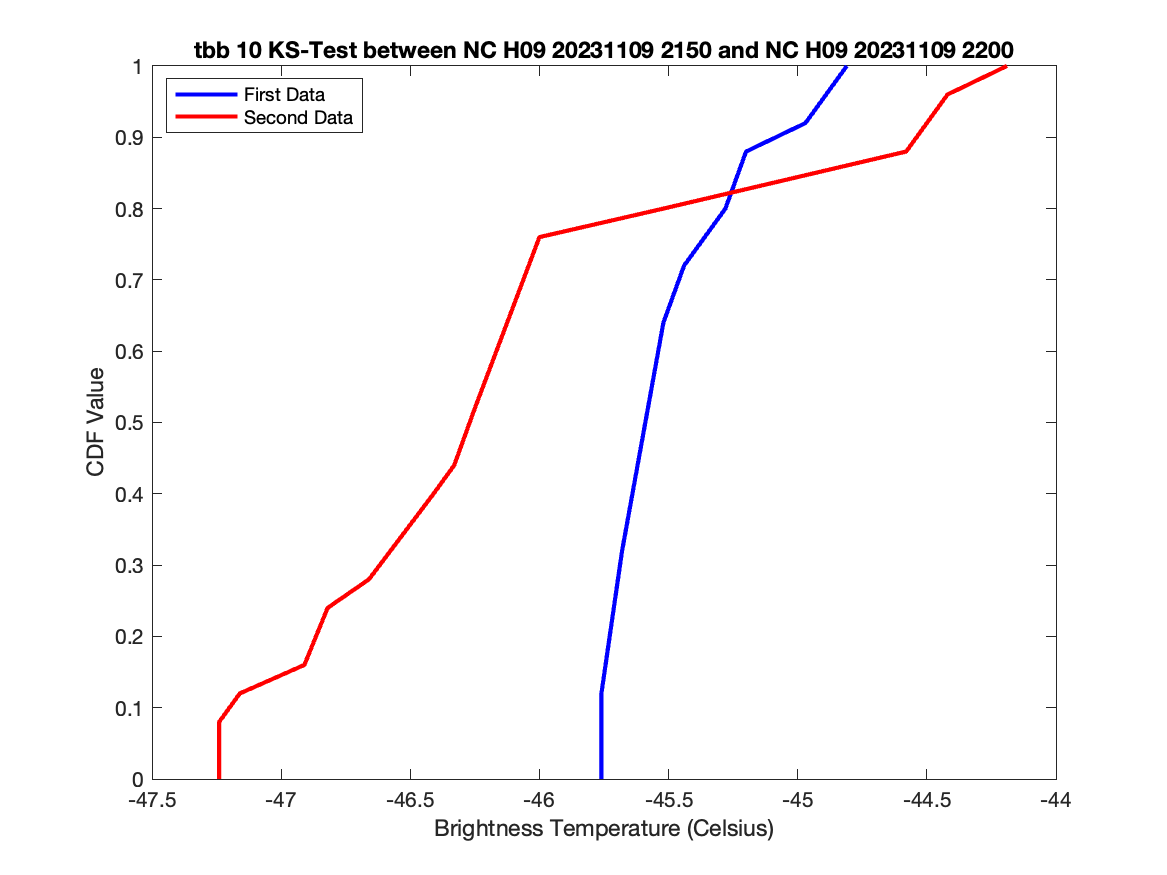 tbb 10 KS-Test between NC H09 20231109 2150 and NC H09 20231109 2200
First Data
Second Data
CDF Value
1
0.9
0.8
0.7
0.6
0.5
0.4
0.3
0.2
0.1
0
-47.5 -47 -46.5 -46 -45.5 -45 -44.5 -44
Brightness Temperature (Celsius)